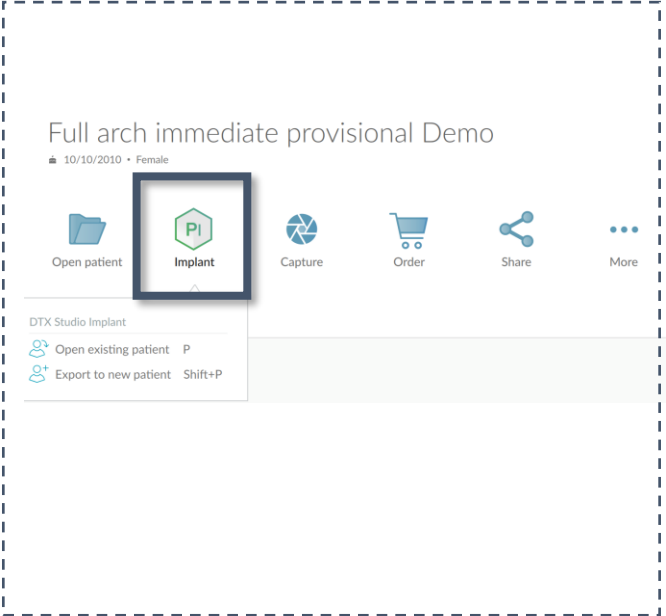 Full arch immediate provisional Demo
10/10/2010 • Female
PI
Open patient Implant Capture Order Share More
DTX Studio Implant
Open existing patient P
Export to new patient Shift+P